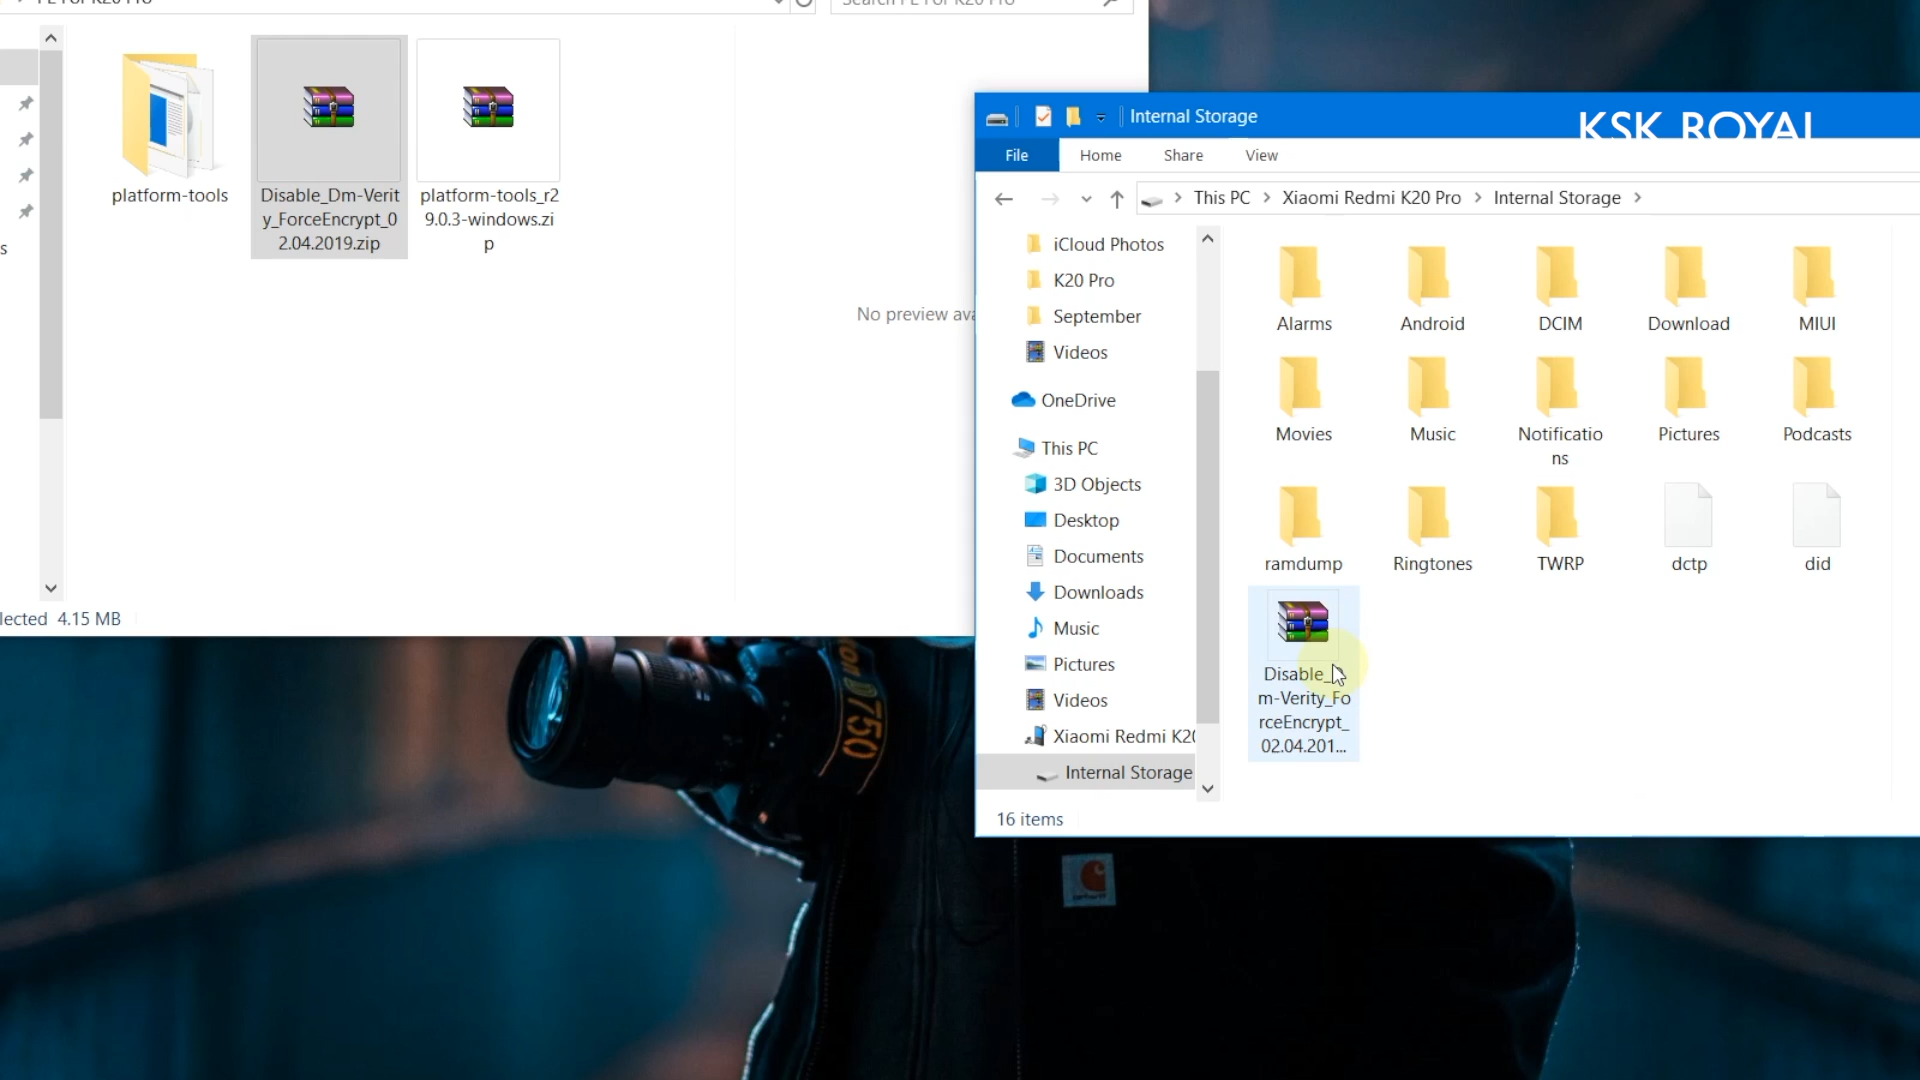 platform-tools
Disable_Dm-Verit
y_ForceEncrypt_0
2.04.2019.zip
platform-tools_r2
9.0.3-windows.zi
p
s
No preview ava
lected 4.15 MB
Internal Storage
KSK ROYAL
File
Home
Share
View
This PC
Xiaomi Redmi K20 Pro
Internal Storage
iCloud Photos
K20 Pro
September
Videos
OneDrive
This PC
3D Objects
Desktop
Documents
Downloads
Music
Pictures
Videos
Xiaomi Redmi K20
Internal Storage
Alarms
Android
DCIM
Download
MIUI
Movies
Music
Notificatio
ns
Pictures
Podcasts
ramdump
Ringtones
TWRP
dctp
did
Disable_
m-Verity_Fo
rceEncrypt_
02.04.201...
16 items
D750